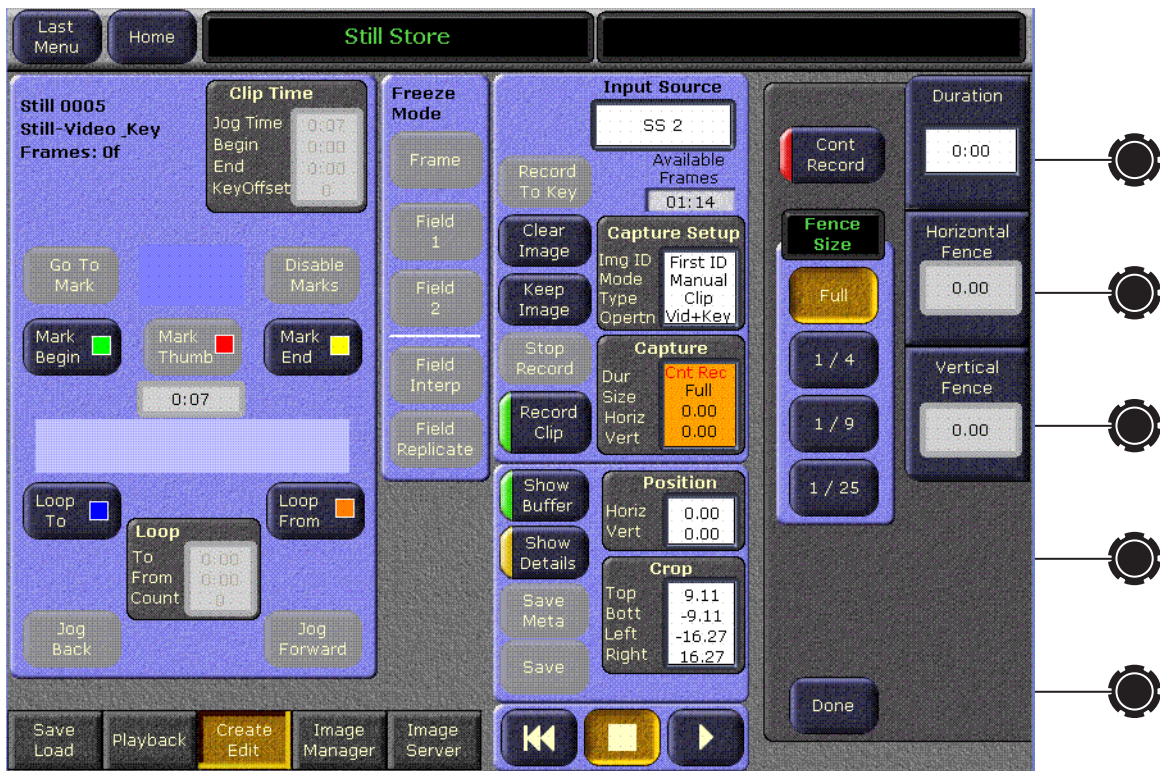 Last
Menu
Home
Still Store
Still 0005
Still-Video _Key
Frames: 0f
Clip Time
Jog Time 0:07
Begin 0:00
End 0:00
KeyOffset 0
Go To
Mark
Disable
Marks
Mark
Begin
Mark
Thumb
Mark
End
0:07
Loop
To
Loop
From
Loop
To 0:00
From 0:00
Count 0
Jog
Back
Jog
Forward
Freeze
Mode
Frame
Field
1
Field
2
Field
Interp
Field
Replicate
Input Source
SS 2
Record
To Key
Available
Frames
01:14
Clear
Image
Keep
Image
Capture Setup
Img ID First ID
Mode Manual
Type Clip
Opertn Vid+Key
Stop
Record
Record
Clip
Capture
Dur Cnt Rec
Size Full
Horiz 0.00
Vert 0.00
Show
Buffer
Show
Details
Position
Horiz 0.00
Vert 0.00
Save
Meta
Save
Crop
Top 9.11
Bott -9.11
Left -16.27
Right 16.27
Cont
Record
Fence
Size
Full
1 / 4
1 / 9
1 / 25
Done
Duration
0:00
Horizontal
Fence
0.00
Vertical
Fence
0.00
Save
Load
Playback
Create
Edit
Image
Manager
Image
Server